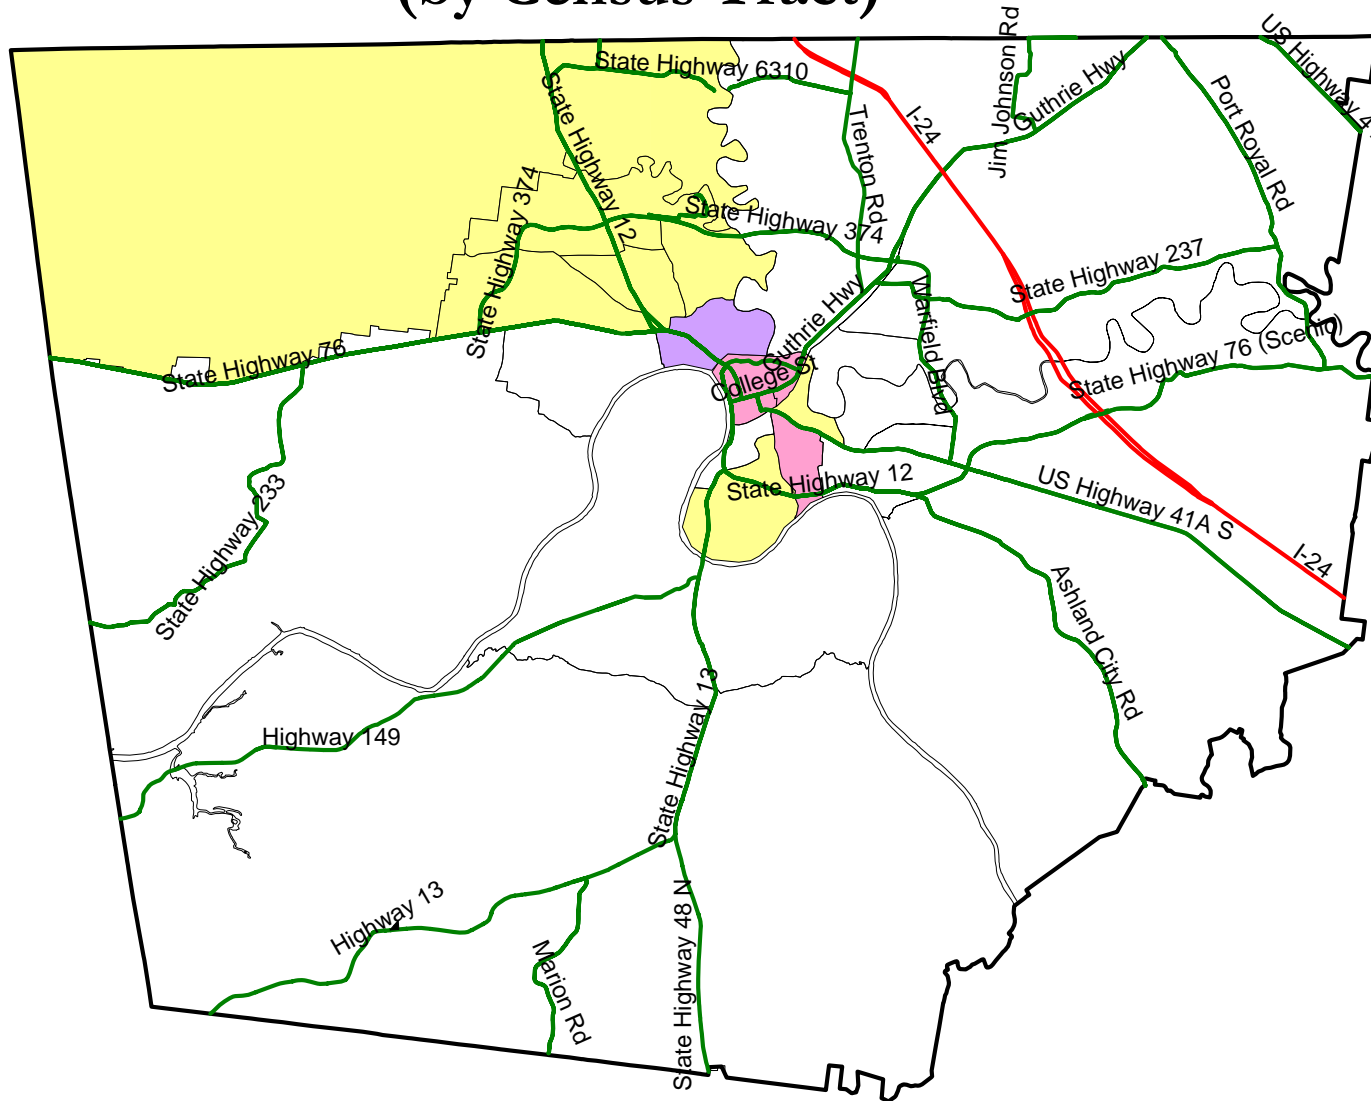 (by Census Tract)
State Highway 6310
State Highway 12
I-24
Trenton Rd
Jim Johnson Rd
Guthrie Hwy
Port Royal Rd
US Highway 4
State Highway 374
State Highway 374
State Highway 237
Guthrie Hwy
Warfield Blvd
State Highway 76
College St
State Highway 76 (Scenic)
State Highway 12
US Highway 41A S
State Highway 233
I-24
Ashland City Rd
Highway 149
State Highway 13
Highway 13
State Highway 48 N
Marion Rd